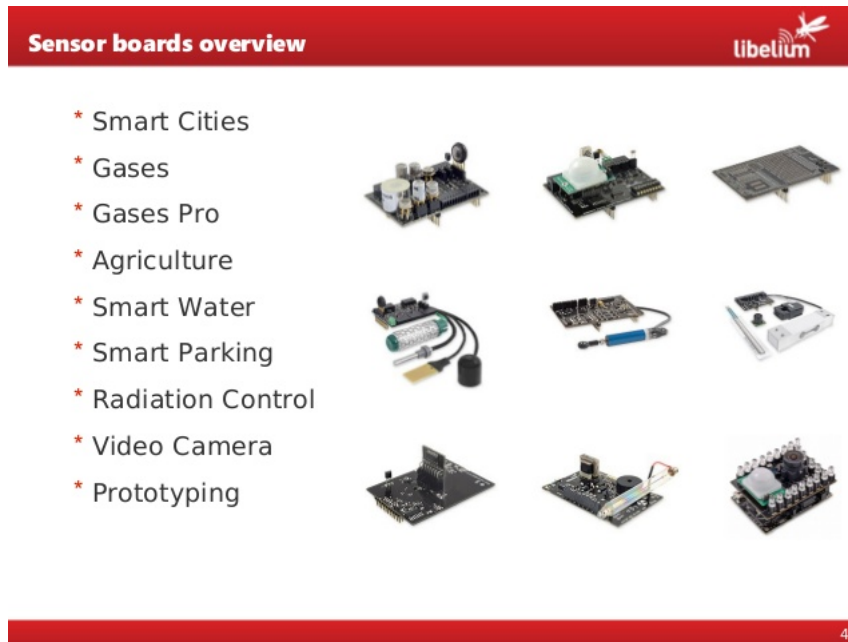 Sensor boards overview
libelium
* Smart Cities
* Gases
* Gases Pro
* Agriculture
* Smart Water
* Smart Parking
* Radiation Control
* Video Camera
* Prototyping
4